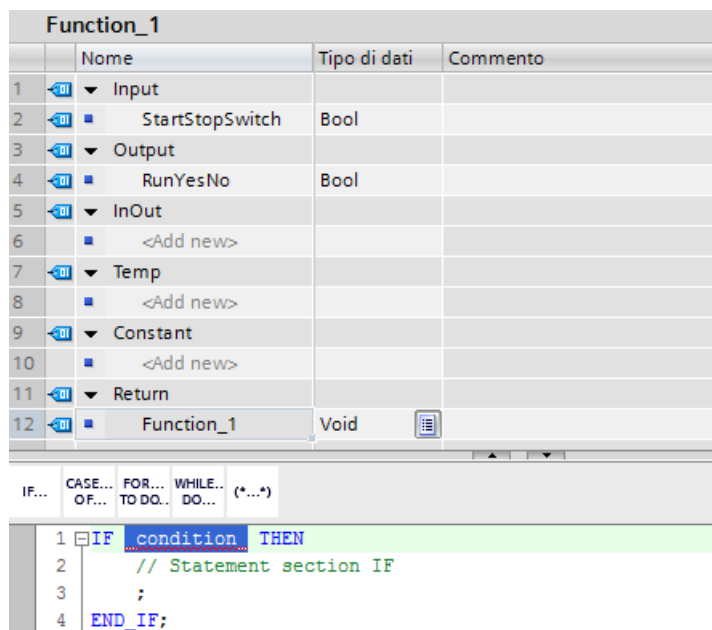 Function_1
Nome Tipo di dati Commento
1 Input
2 StartStopSwitch Bool
3 Output
4 RunYesNo Bool
5 InOut
6 <Add new>
7 Temp
8 <Add new>
9 Constant
10 <Add new>
11 Return
12 Function_1 Void
IF... CASE... FOR... WHILE.. (*...*)
OF... TO DO.. DO...
1 IF _condition_ THEN
2 // Statement section IF
3 ;
4 END_IF;